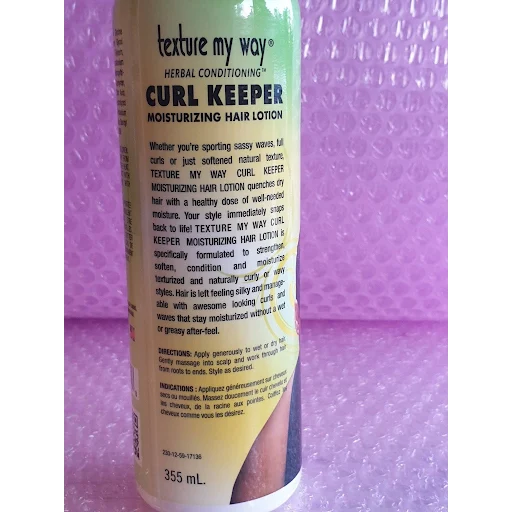 texture my way®
HERBAL CONDITIONING™
CURL KEEPER
MOISTURIZING HAIR LOTION
Whether you're sporting sassy waves, full
curls or just softened natural texture,
TEXTURE MY WAY CURL KEEPER
MOISTURIZING HAIR LOTION quenches dry
hair with a healthy dose of well-needed
moisture. Your style immediately snaps
back to life! TEXTURE MY WAY CURL
KEEPER MOISTURIZING HAIR LOTION is
specifically formulated to strengthen,
soften, condition and moisturize
texturized and naturally curly or wavy
styles. Hair is left feeling silky and manage-
able with awesome looking curls and
waves that stay moisturized without a wet
or greasy after-feel.
DIRECTIONS: Apply generously to wet or dry hair.
Gently massage into scalp and work through hair
from roots to ends. Style as desired.
INDICATIONS : Appliquez généreusement sur cheveux
secs ou mouillés. Massez doucement le cuir chevelu et
les cheveux, de la racine aux pointes. Coiffez
cheveux comme vous les désirez.
230-12-09-17136
355 mL.